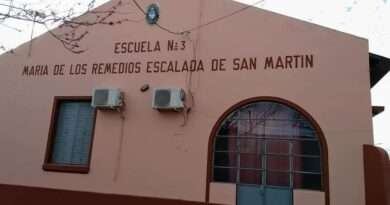 ESCUELA Nº3
MARIA DE LOS REMEDIOS ESCALADA DE SAN MARTIN